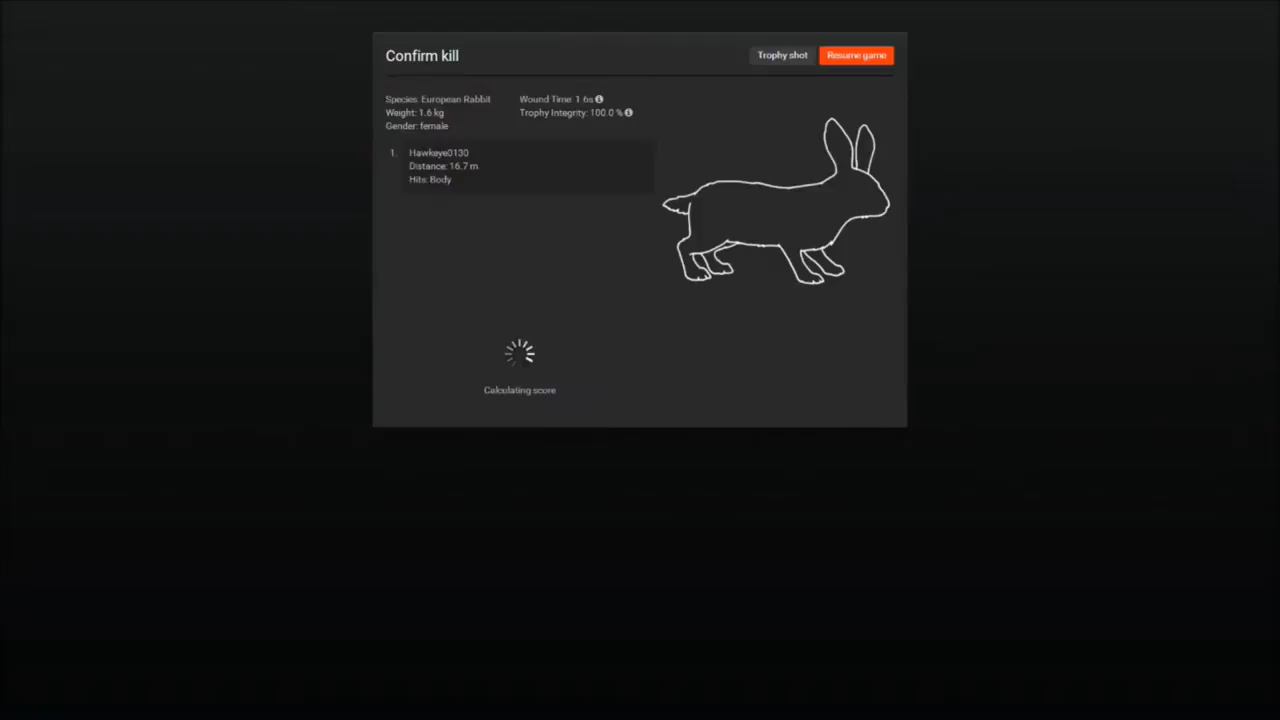 Confirm kill
Trophy shot
Resume game
Species: European Rabbit
Weight: 1.6 kg
Gender: female
Wound Time: 1.6s
Trophy Integrity: 100.0 %
1. Hawkeye0130
Distance: 16.7 m
Hits: Body
Calculating score